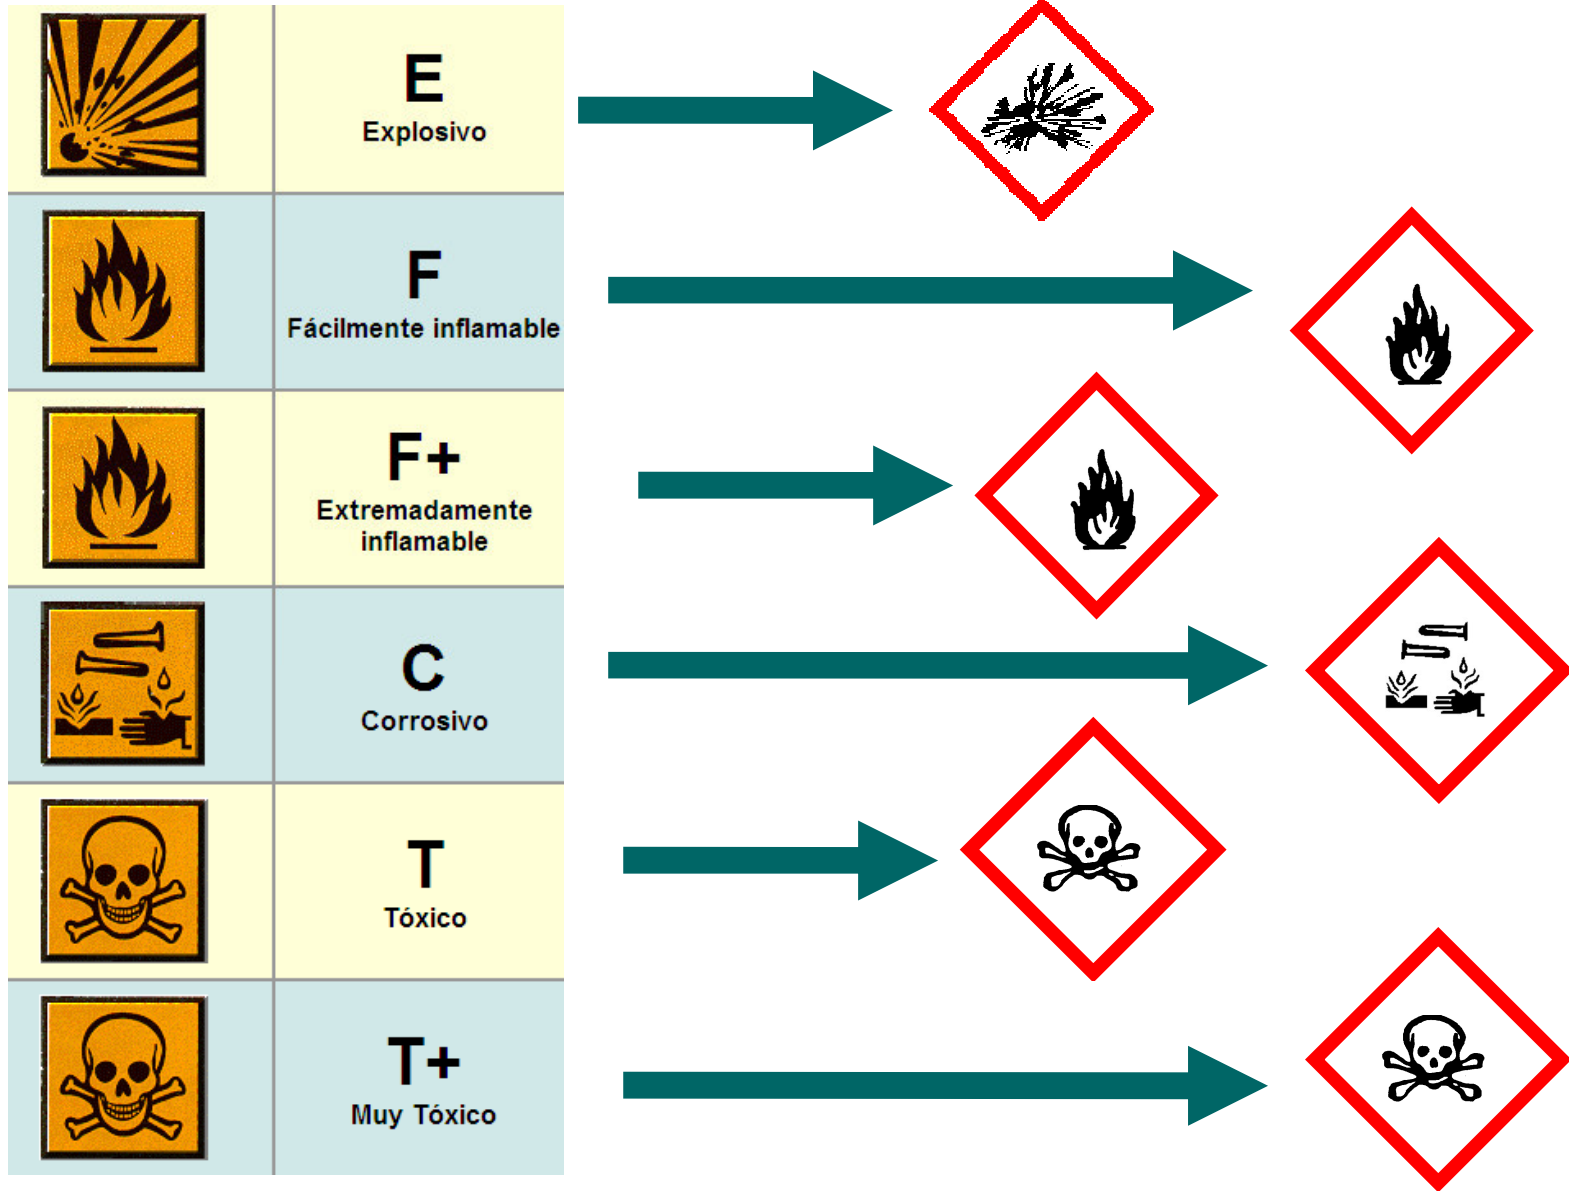 E
Explosivo
F
Fácilmente inflamable
F+
Extremadamente
inflamable
C
Corrosivo
T
Tóxico
T+
Muy Tóxico